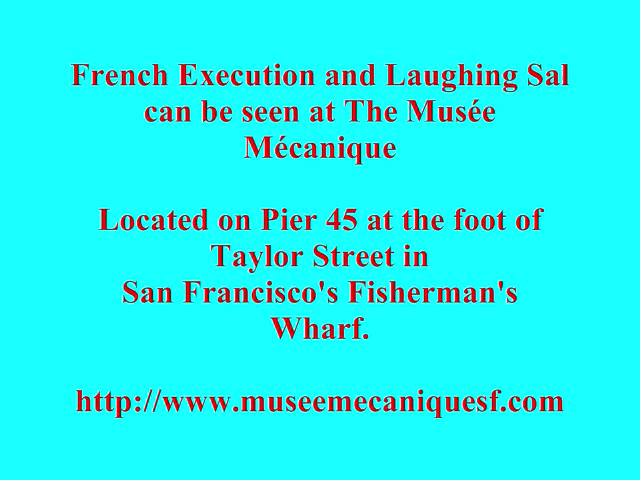 French Execution and Laughing Sal
can be seen at The Musée
Mécanique
Located on Pier 45 at the foot of
Taylor Street in
San Francisco's Fisherman's
Wharf.
http://www.museemecaniquesf.com